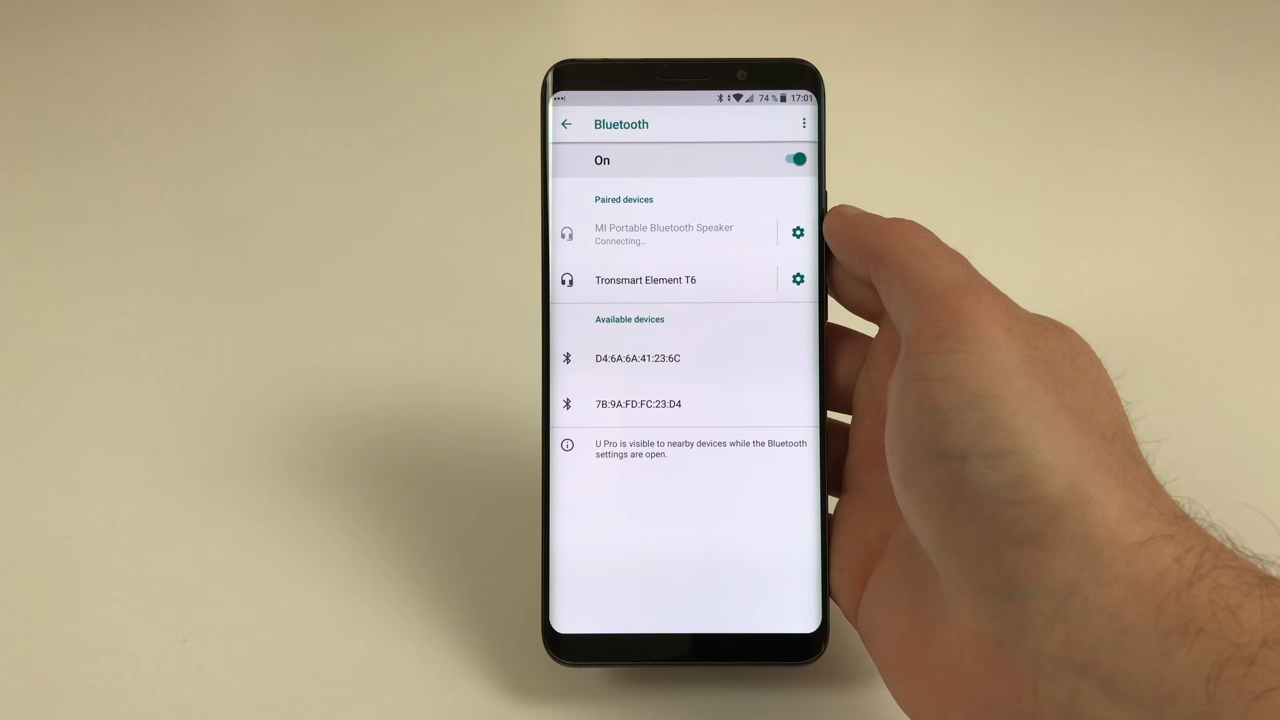 74 % 17:01
Bluetooth
On
Paired devices
MI Portable Bluetooth Speaker
Connecting...
Tronsmart Element T6
Available devices
D4:6A:6A:41:23:6C
7B:9A:FD:FC:23:D4
U Pro is visible to nearby devices while the Bluetooth
settings are open.